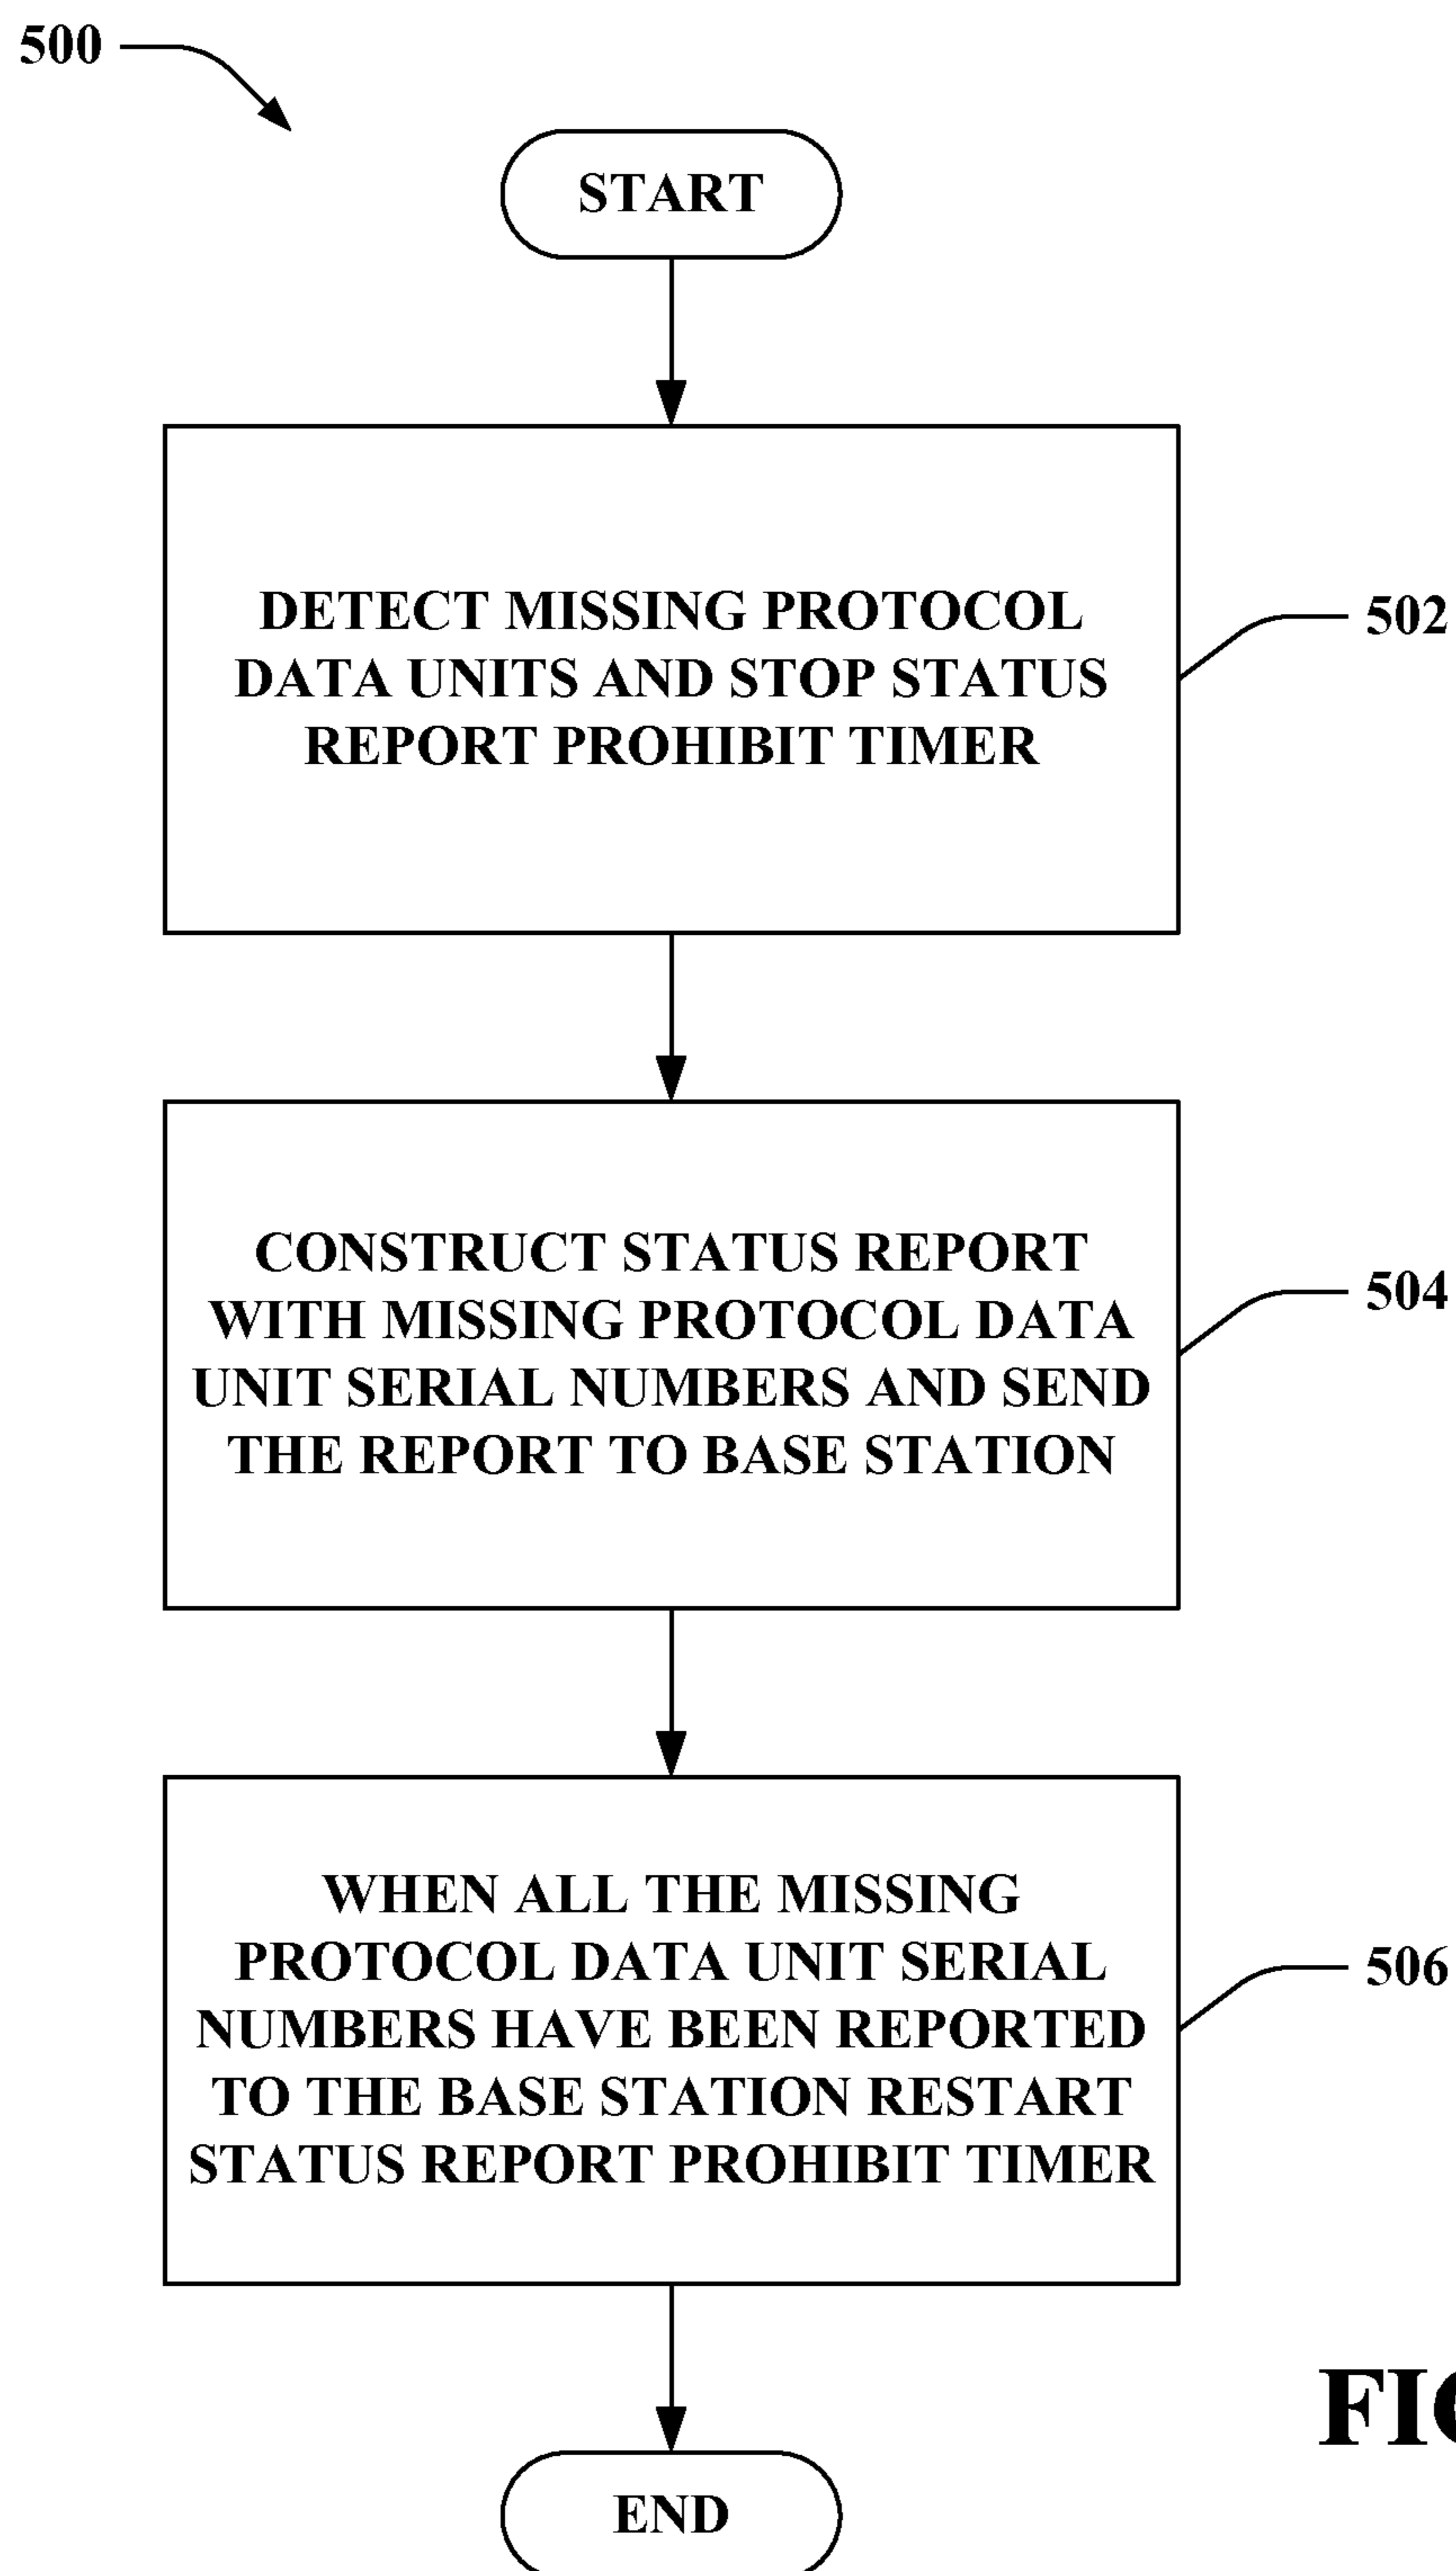 500
START
DETECT MISSING PROTOCOL
DATA UNITS AND STOP STATUS
REPORT PROHIBIT TIMER
502
CONSTRUCT STATUS REPORT
WITH MISSING PROTOCOL DATA
UNIT SERIAL NUMBERS AND SEND
THE REPORT TO BASE STATION
504
WHEN ALL THE MISSING
PROTOCOL DATA UNIT SERIAL
NUMBERS HAVE BEEN REPORTED
TO THE BASE STATION RESTART
STATUS REPORT PROHIBIT TIMER
506
END